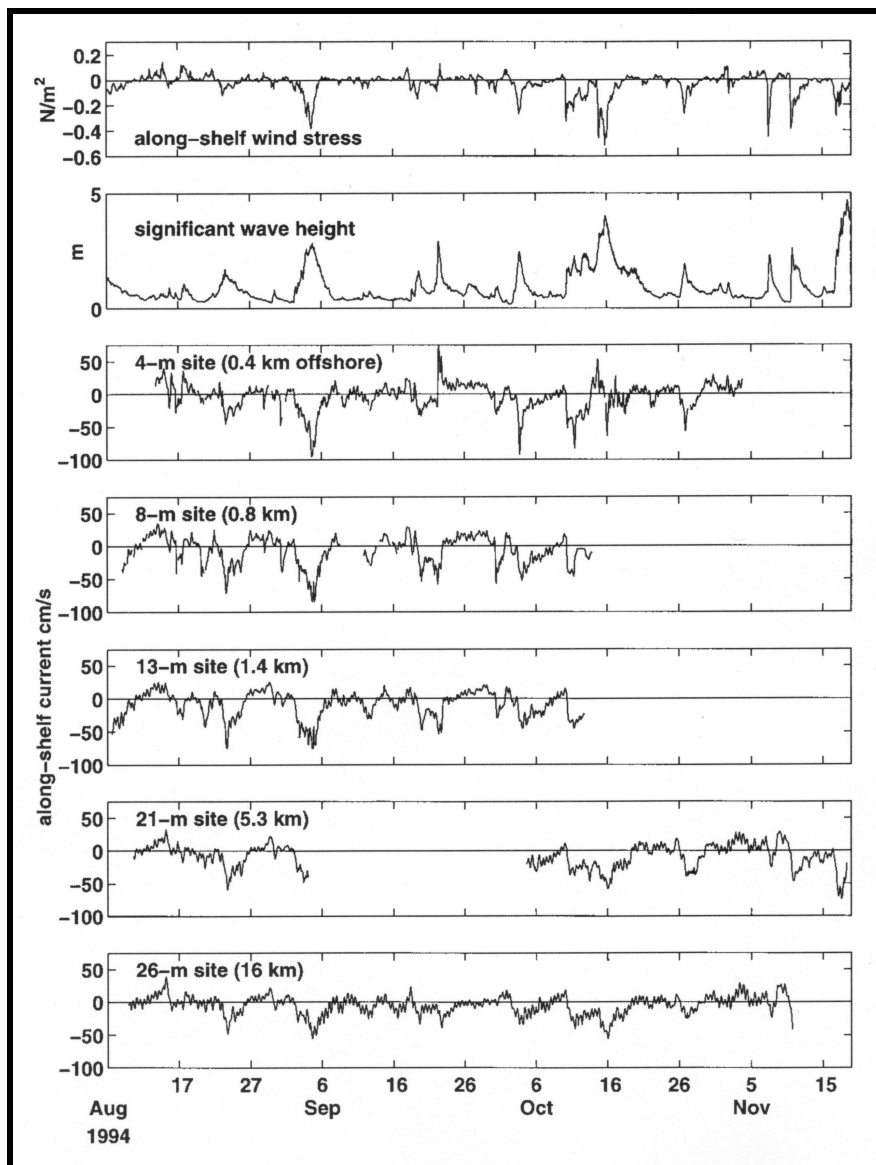 0.2
0
−0.2
−0.4
−0.6
N/m²
along−shelf wind stress
5
0
m
significant wave height
50
0
−50
−100
4−m site (0.4 km offshore)
50
0
−50
−100
8−m site (0.8 km)
50
0
−50
−100
13−m site (1.4 km)
50
0
−50
−100
21−m site (5.3 km)
50
0
−50
−100
26−m site (16 km)
along−shelf current cm/s
17 27 6 16 26 6 16 26 5 15
Aug Sep Oct Nov
1994